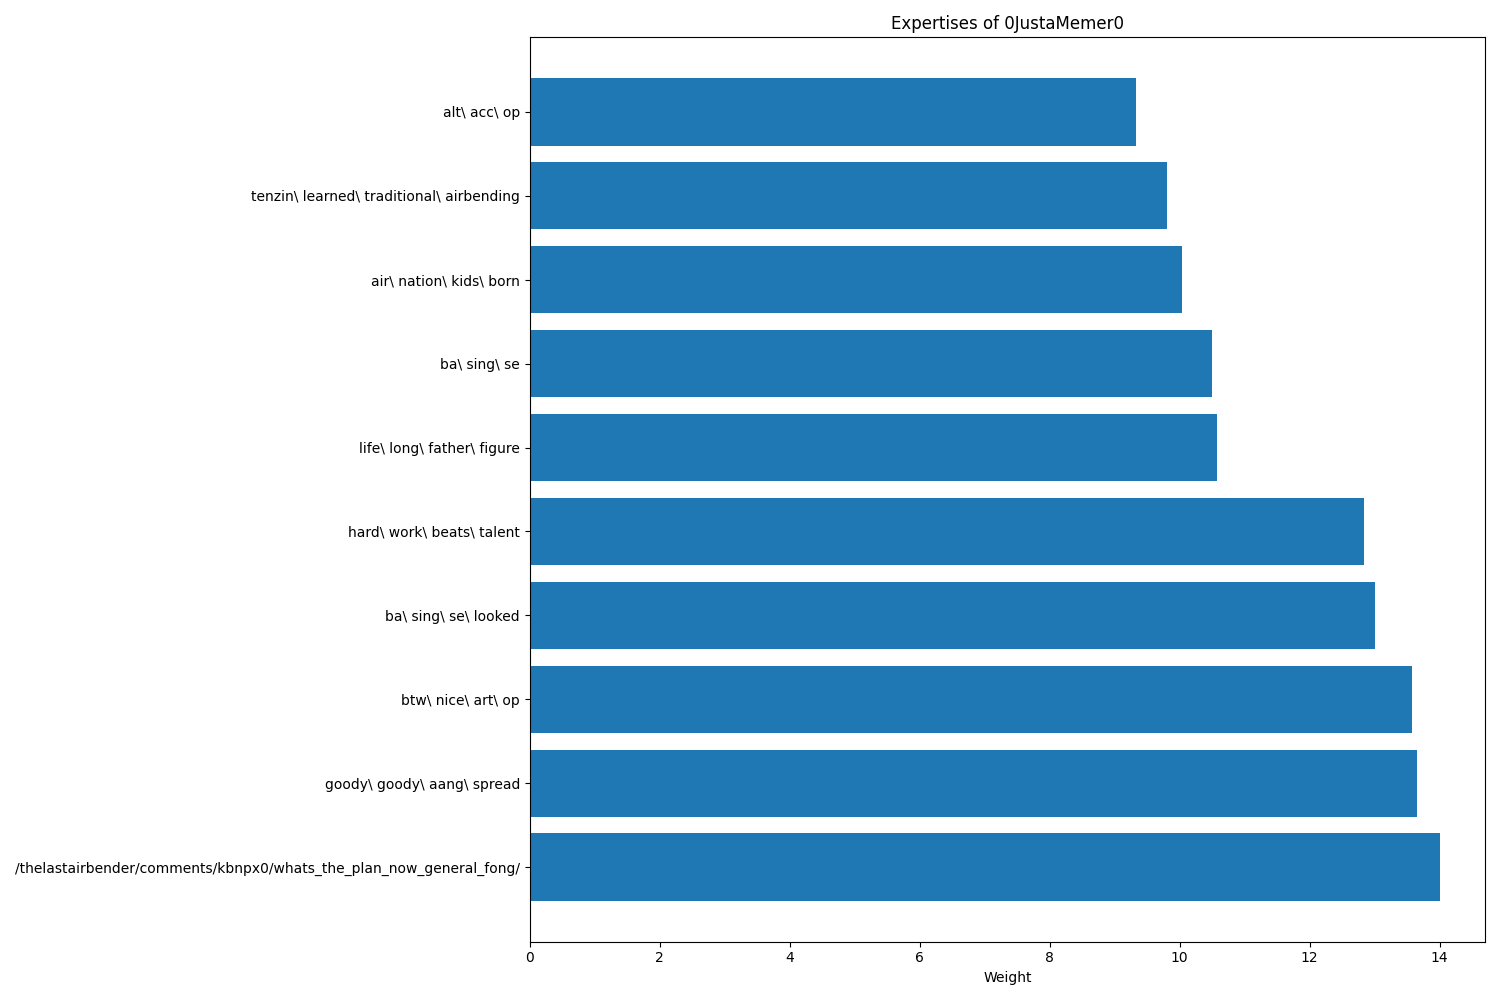 Expertises of 0JustaMemer0
alt\ acc\ op
tenzin\ learned\ traditional\ airbending
air\ nation\ kids\ born
ba\ sing\ se
life\ long\ father\ figure
hard\ work\ beats\ talent
ba\ sing\ se\ looked
btw\ nice\ art\ op
goody\ goody\ aang\ spread
/thelastairbender/comments/kbnpx0/whats_the_plan_now_general_fong/
0 2 4 6 8 10 12 14
Weight